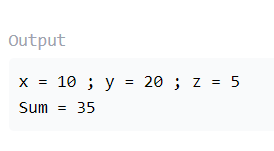 Output
x = 10 ; y = 20 ; z = 5
Sum = 35